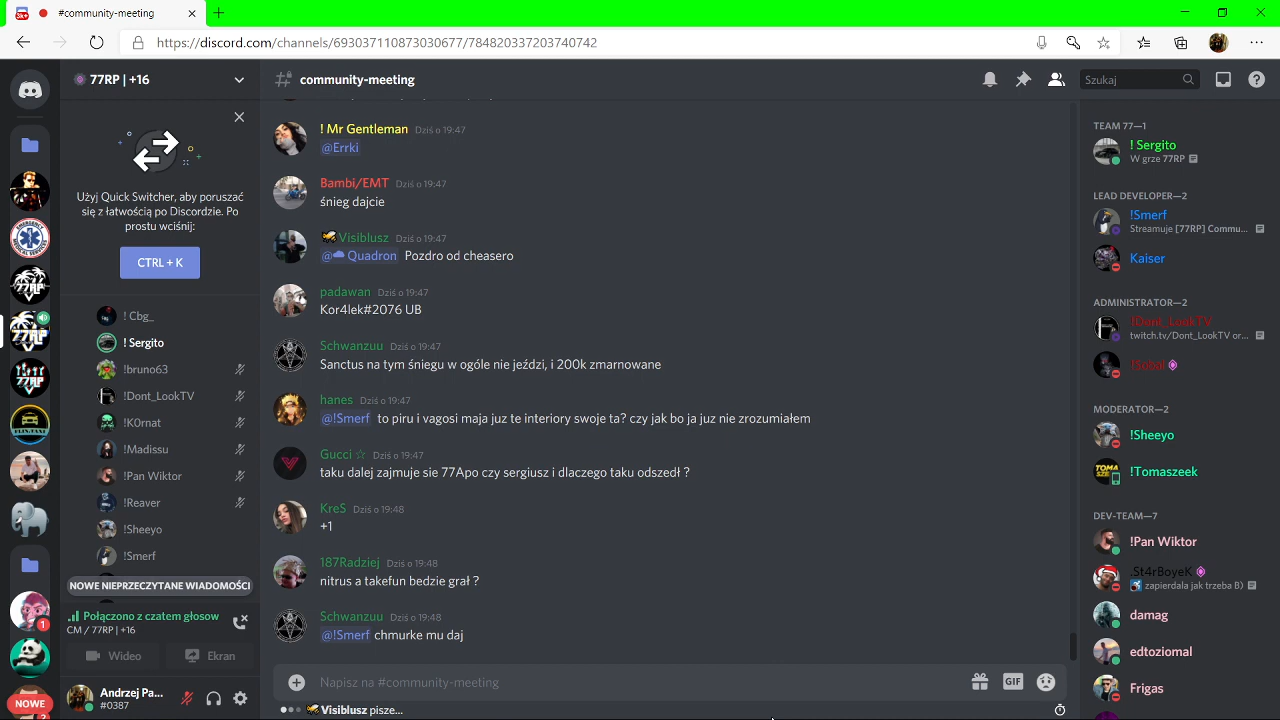 #community-meeting
https://discord.com/channels/693037110873030677/784820337203740742
77RP | +16
community-meeting
Szukaj
Użyj Quick Switcher, aby poruszać
się z łatwością po Discordzie. Po
prostu wciśnij:
CTRL + K
! Cbg_
! Sergito
!bruno63
!Dont_LookTV
!K0rnat
!Madissu
!Pan Wiktor
!Reaver
!Sheeyo
!Smerf
NOWE NIEPRZECZYTANE WIADOMOŚCI
Połączono z czatem głosow
CM / 77RP | +16
Wideo
Ekran
Andrzej Pa...
#0387
NOWE
! Mr Gentleman Dziś o 19:47
@Errki
Bambi/EMT Dziś o 19:47
śnieg dajcie
Visiblusz Dziś o 19:47
@ Quadron Pozdro od cheasero
padawan Dziś o 19:47
Kor4lek#2076 UB
Schwanzuu Dziś o 19:47
Sanctus na tym śniegu w ogóle nie jeździ, i 200k zmarnowane
hanes Dziś o 19:47
@!Smerf to piru i vagosi maja juz te interiory swoje ta? czy jak bo ja juz nie zrozumiałem
Gucci ☆ Dziś o 19:47
taku dalej zajmuje sie 77Apo czy sergiusz i dlaczego taku odszedł ?
KreS Dziś o 19:48
+1
187Radziej Dziś o 19:48
nitrus a takefun bedzie grał ?
Schwanzuu Dziś o 19:48
@!Smerf chmurke mu daj
Napisz na #community-meeting
GIF
Visiblusz pisze...
TEAM 77—1
! Sergito
W grze 77RP
LEAD DEVELOPER—2
!Smerf
Streamuje [77RP] Commu...
Kaiser
ADMINISTRATOR—2
!Dont_LookTV
twitch.tv/Dont_LookTV or...
!Sobol
MODERATOR—2
!Sheeyo
!Tomaszeek
DEV-TEAM—7
!Pan Wiktor
.St4rBoyeK
zapierdala jak trzeba B)
damag
edtoziomal
Frigas